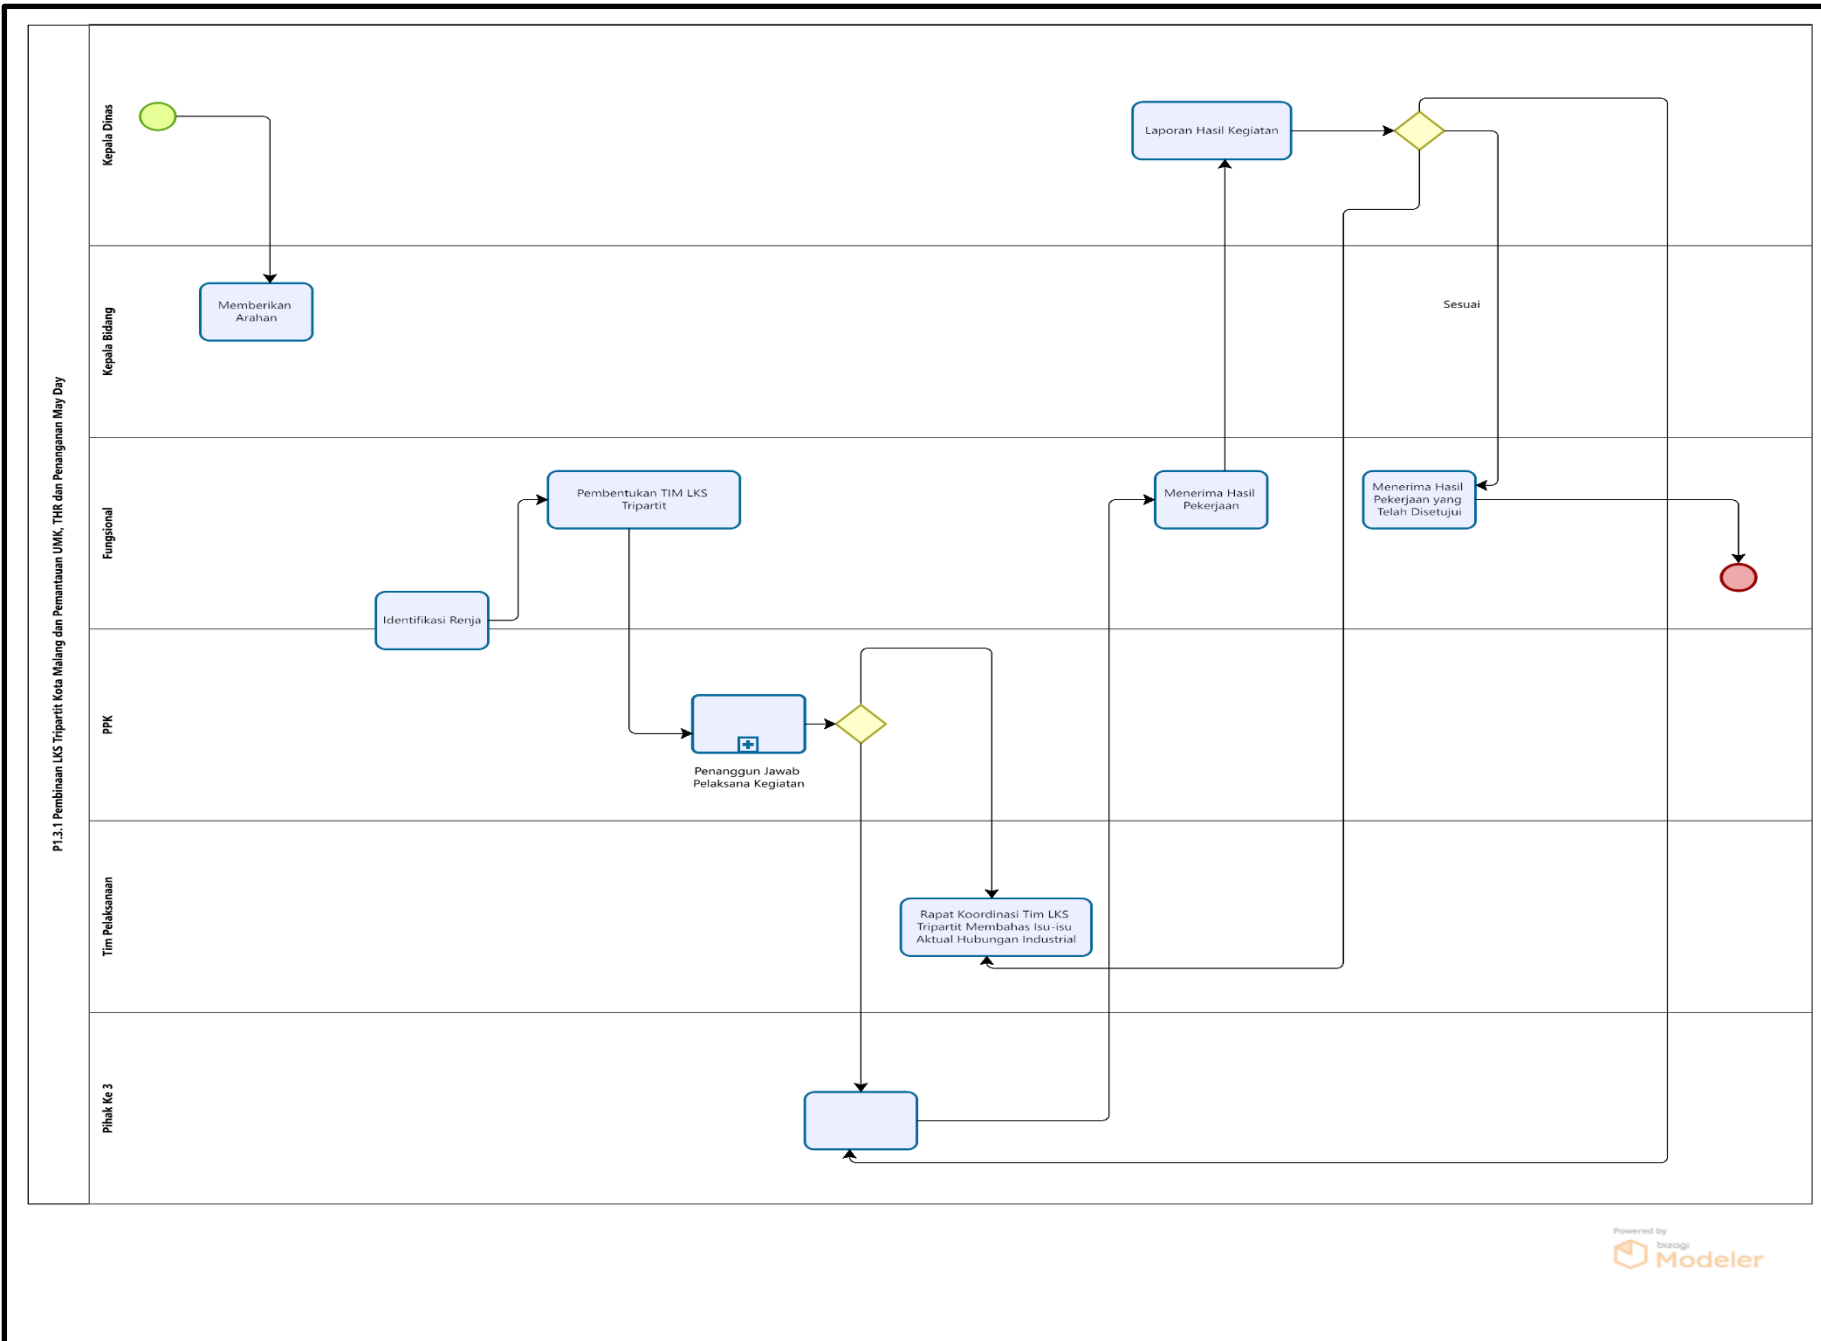 P1.3.1 Pembinaan LKS Tripartit Kota Malang dan Pemantauan UMK, THR dan Penanganan May Day
Kepala Dinas
Laporan Hasil Kegiatan
Kepala Bidang
Memberikan
Arahan
Sesuai
Fungsional
Pembentukan TIM LKS
Tripartit
Menerima Hasil
Pekerjaan
Menerima Hasil
Pekerjaan yang
Telah Disetujui
Identifikasi Renja
PPK
Penanggun Jawab
Pelaksana Kegiatan
Tim Pelaksanaan
Rapat Koordinasi Tim LKS
Tripartit Membahas Isu-isu
Aktual Hubungan Industrial
Pihak Ke 3
Powered by
bizagi
Modeler